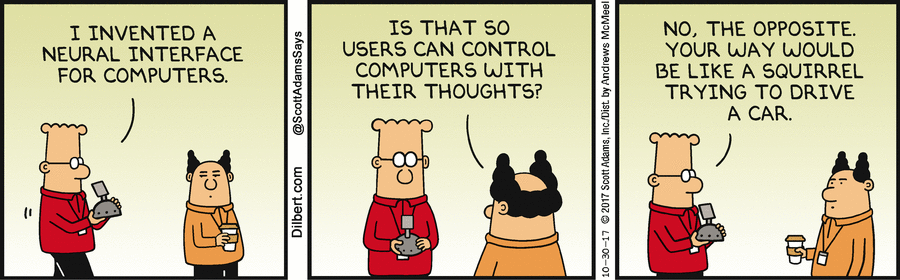 I INVENTED A
NEURAL INTERFACE
FOR COMPUTERS.
Dilbert.com @ScottAdamsSays
IS THAT SO
USERS CAN CONTROL
COMPUTERS WITH
THEIR THOUGHTS?
10-30-17 © 2017 Scott Adams, Inc./Dist. by Andrews McMeel
NO, THE OPPOSITE.
YOUR WAY WOULD
BE LIKE A SQUIRREL
TRYING TO DRIVE
A CAR.